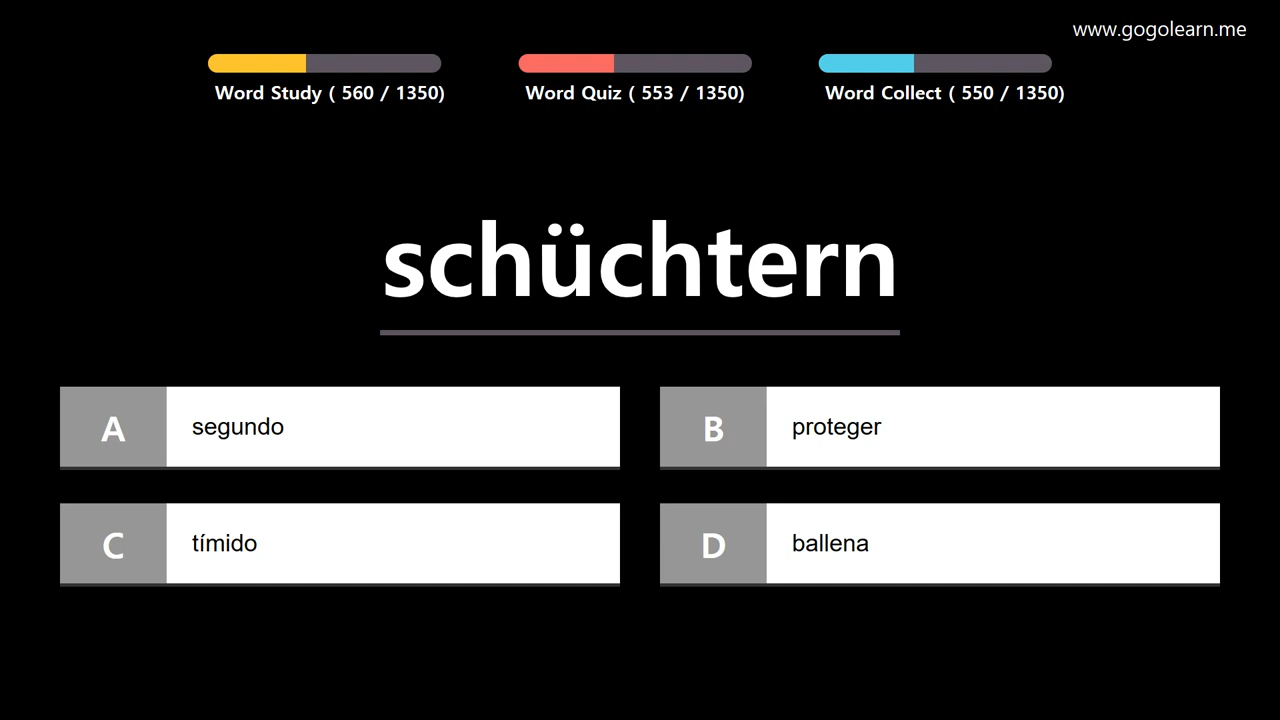 www.gogolearn.me
Word Study ( 560 / 1350)
Word Quiz ( 553 / 1350)
Word Collect ( 550 / 1350)
schüchtern
A segundo
B proteger
C tímido
D ballena